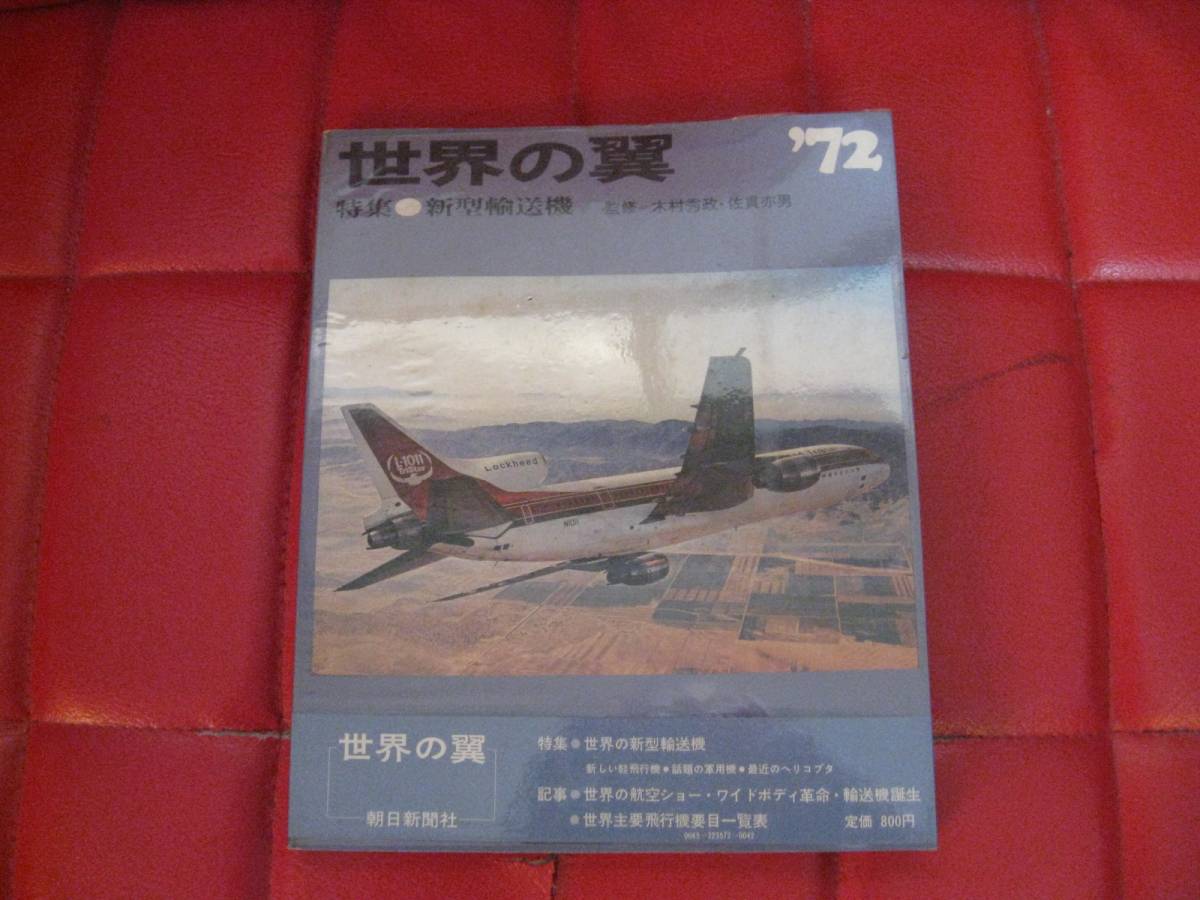 世界の翼 '72
特集●新型輸送機 監修=木村秀政・佐貫亦男
L-1011
TriStar
Lockheed
N1011
世界の翼
朝日新聞社
特集●世界の新型輸送機
新しい軽飛行機●話題の軍用機●最近のヘリコプタ
記事●世界の航空ショー・ワイドボディ革命・輸送機誕生
●世界主要飛行機要目一覧表
定価 800円
0065-223572-0042